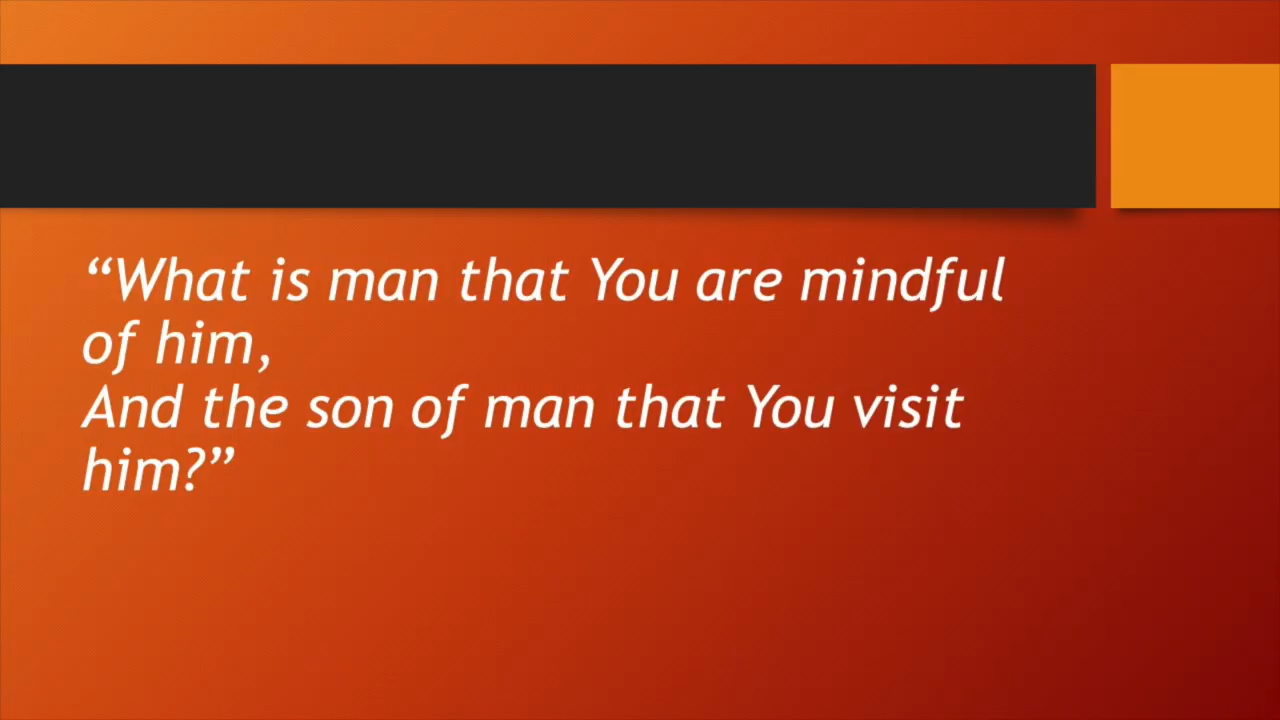 “What is man that You are mindful
of him,
And the son of man that You visit
him?”